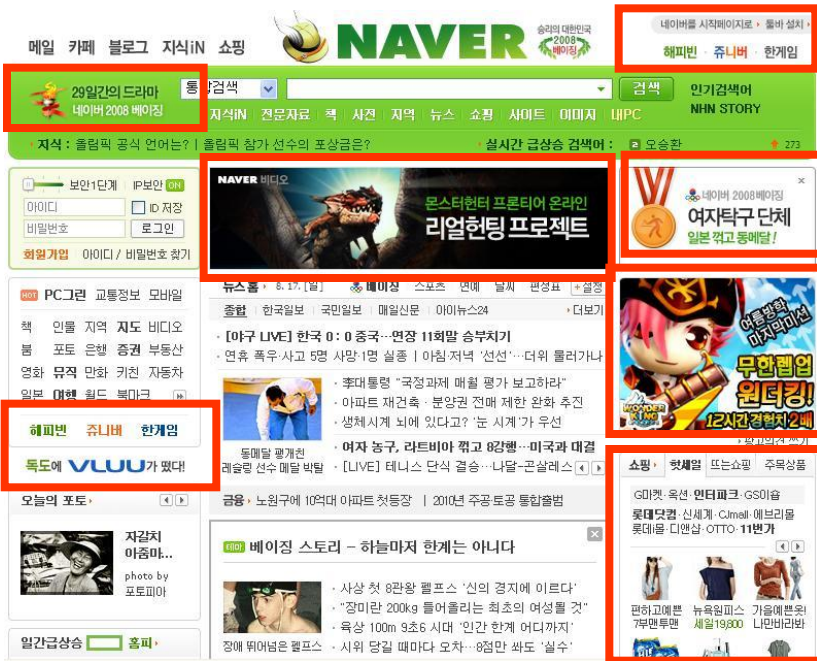 네이버를 시작페이지로 · 툴바 설치
메일 카페 블로그 지식iN 쇼핑
NAVER
승리의 대한민국
2008
베이징
해피빈 · 쥬니버 · 한게임
29일간의 드라마
네이버 2008 베이징
통합검색
검색
인기검색어
NHN STORY
지식iN 전문자료 책 사전 지역 뉴스 쇼핑 사이트 이미지 내PC
· 지식 : 올림픽 공식 언어는? | 올림픽 참가 선수의 포상금은?
· 실시간 급상승 검색어 : 2 오승환 273
보안1단계 | IP보안 ON
아이디 ID 저장
비밀번호 로그인
회원가입 아이디 / 비밀번호 찾기
NAVER 비디오
몬스터헌터 프론티어 온라인
리얼헌팅 프로젝트
네이버 2008베이징
여자탁구 단체
일본 꺾고 동메달!
HOT PC그린 교통정보 모바일
책 인물 지역 지도 비디오
붐 포토 은행 증권 부동산
영화 뮤직 만화 키친 자동차
일본 여행 월드 북마크
뉴스홈 · 8. 17. [일] 베이징 스포츠 연예 날씨 편성표 +설정
종합 한국일보 국민일보 매일신문 아이뉴스24 · 더보기
· [야구 LIVE] 한국 0 : 0 중국…연장 11회말 승부치기
· 연휴 폭우·사고 5명 사망·1명 실종 | 아침·저녁 '선선'…더위 물러가나
동메달 딸개친
레슬링 선수 메달 박탈
· 李대통령 "국정과제 매월 평가 보고하라"
· 아파트 재건축 · 분양권 전매 제한 완화 추진
· 생체시계 뇌에 있다고? '눈 시계'가 우선
· 여자 농구, 라트비아 꺾고 8강행…미국과 대결
· [LIVE] 테니스 단식 결승…나달-곤살레스
금융 · 노원구에 10억대 아파트 첫등장 | 2010년 주공·토공 통합출범
여름방학
마지막미션
무한렙업
원더킹!
12시간 경험치 2배
WONDER KING
해피빈 쥬니버 한게임
독도에 VLUU가 떴다!
오늘의 포토
자갈치
아줌마...
photo by
포토피아
일간급상승 홈피
테마 베이징 스토리 – 하늘마저 한계는 아니다
장애 뛰어넘은 펠프스
· 사상 첫 8관왕 펠프스 '신의 경지에 이르다'
· "장미란 200kg 들어올리는 최초의 여성될 것"
· 육상 100m 9초6 시대 '인간 한계 어디까지'
· 시위 당길 때마다 오차…8점만 쏴도 '실수'
쇼핑 · 핫세일 뜨는쇼핑 주목상품
G마켓·옥션·인터파크·GS이숍
롯데닷컴·신세계·CJmall·에브리몰
롯데i몰·디앤샵·OTTO·11번가
편하고예쁜
7부맨투맨
뉴욕원피스
세일19,800
가을예쁜옷!
나만바라봐